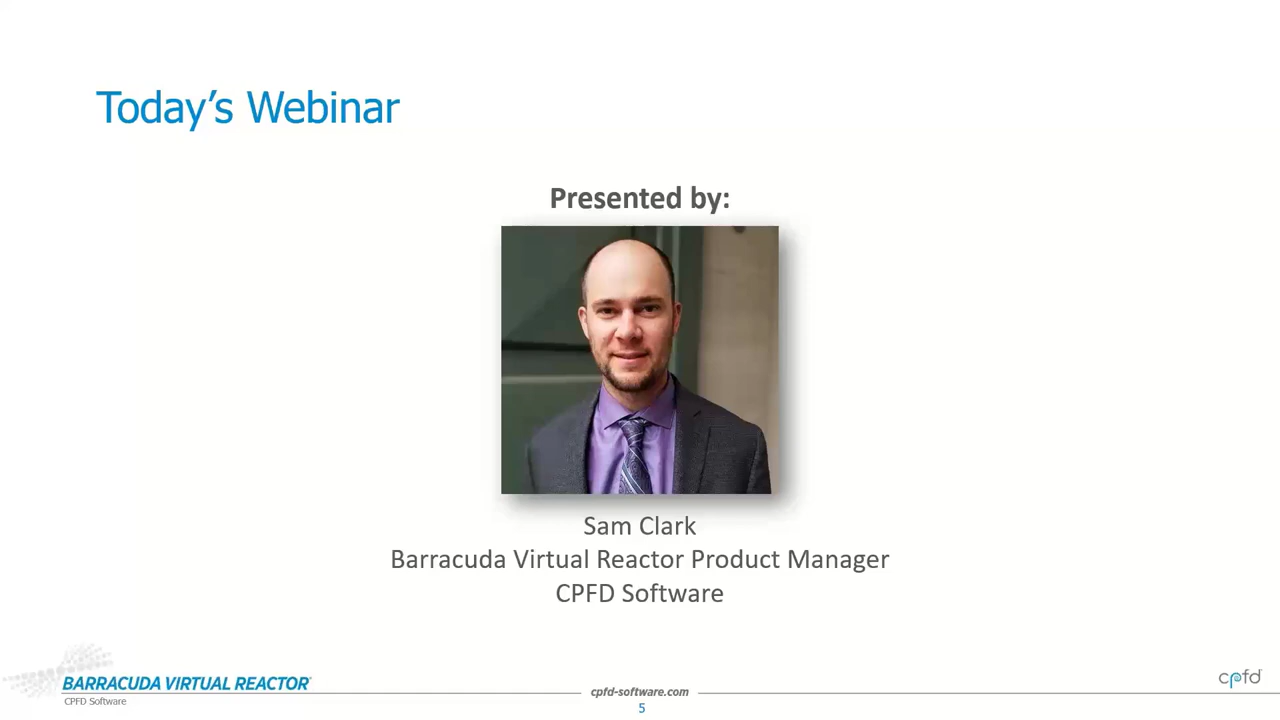 Today's Webinar
Presented by:
Sam Clark
Barracuda Virtual Reactor Product Manager
CPFD Software
BARRACUDA VIRTUAL REACTOR
CPFD Software
cpfd-software.com
5
cpfd